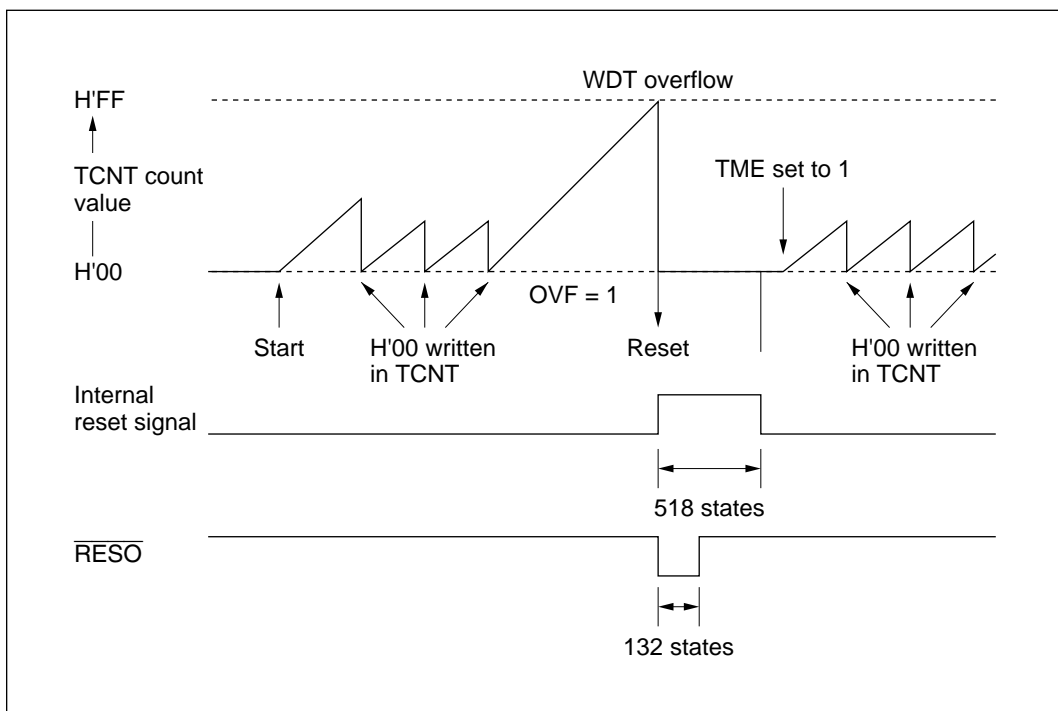 WDT overflow
H'FF
TME set to 1
TCNT count
value
H'00
OVF = 1
Start
H'00 written
in TCNT
Reset
H'00 written
in TCNT
Internal
reset signal
518 states
RESO
132 states